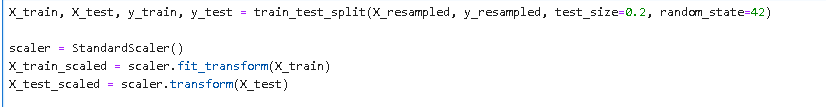 X_train, X_test, y_train, y_test = train_test_split(X_resampled, y_resampled, test_size=0.2, random_state=42)
scaler = StandardScaler()
X_train_scaled = scaler.fit_transform(X_train)
X_test_scaled = scaler.transform(X_test)